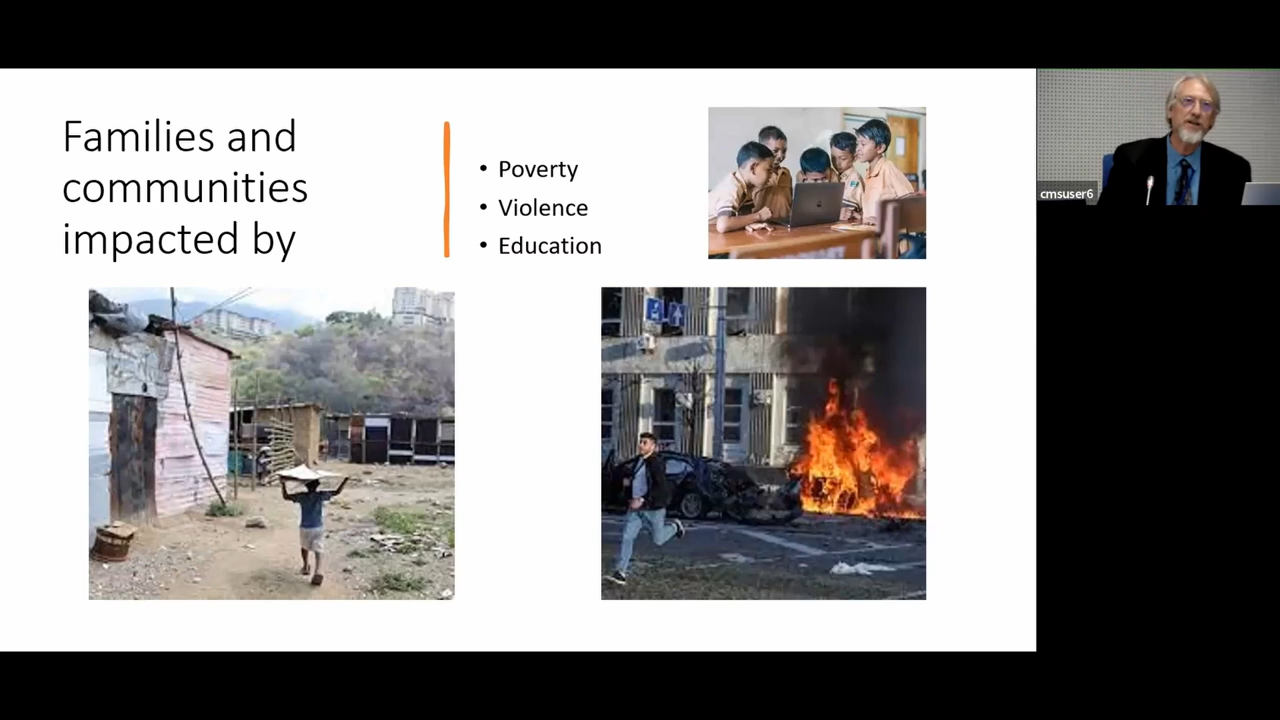 Families and
communities
impacted by
• Poverty
• Violence
• Education
cmsuser6